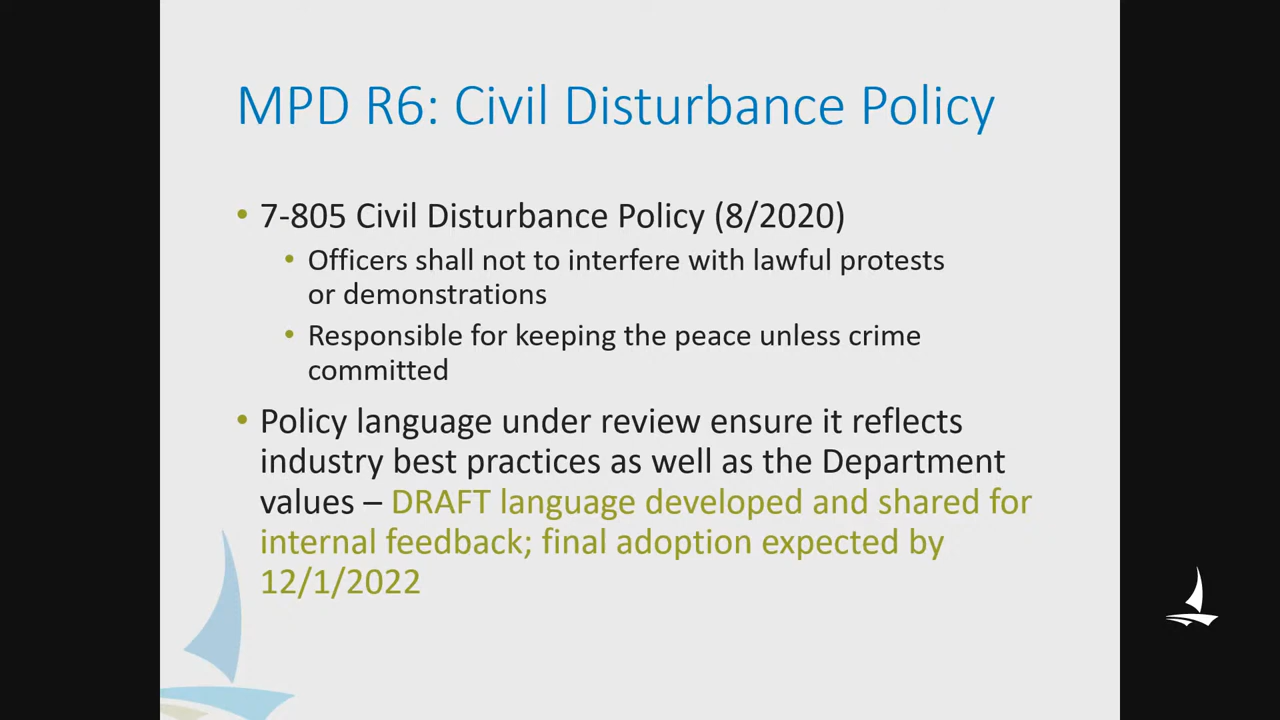 MPD R6: Civil Disturbance Policy
• 7-805 Civil Disturbance Policy (8/2020)
• Officers shall not to interfere with lawful protests
or demonstrations
• Responsible for keeping the peace unless crime
committed
• Policy language under review ensure it reflects
industry best practices as well as the Department
values – DRAFT language developed and shared for
internal feedback; final adoption expected by
12/1/2022